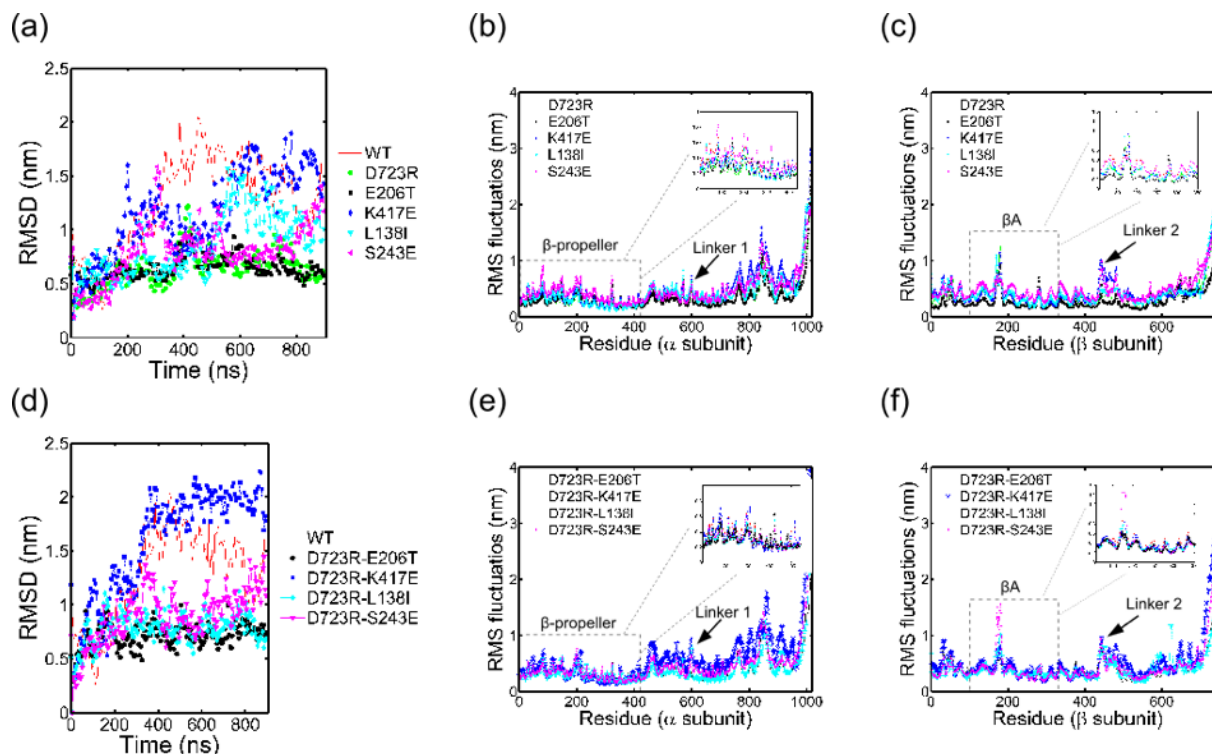 (a)
RMSD (nm)
2.5
2
1.5
1
0.5
0
0 200 400 600 800
Time (ns)
WT
D723R
E206T
K417E
L138I
S243E
(b)
RMS fluctuations (nm)
4
3
2
1
0
0 200 400 600 800 1000
Residue (α subunit)
D723R
E206T
K417E
L138I
S243E
β-propeller
Linker 1
(c)
RMS fluctuations (nm)
4
3
2
1
0
0 200 400 600
Residue (β subunit)
D723R
E206T
K417E
L138I
S243E
βA
Linker 2
(d)
RMSD (nm)
2.5
2
1.5
1
0.5
0
0 200 400 600 800
Time (ns)
WT
D723R-E206T
D723R-K417E
D723R-L138I
D723R-S243E
(e)
RMS fluctuatios (nm)
4
3
2
1
0
0 200 400 600 800 1000
Residue (α subunit)
D723R-E206T
D723R-K417E
D723R-L138I
D723R-S243E
β-propeller
Linker 1
(f)
RMS fluctuations (nm)
4
3
2
1
0
0 200 400 600
Residue (β subunit)
D723R-E206T
D723R-K417E
D723R-L138I
D723R-S243E
βA
Linker 2